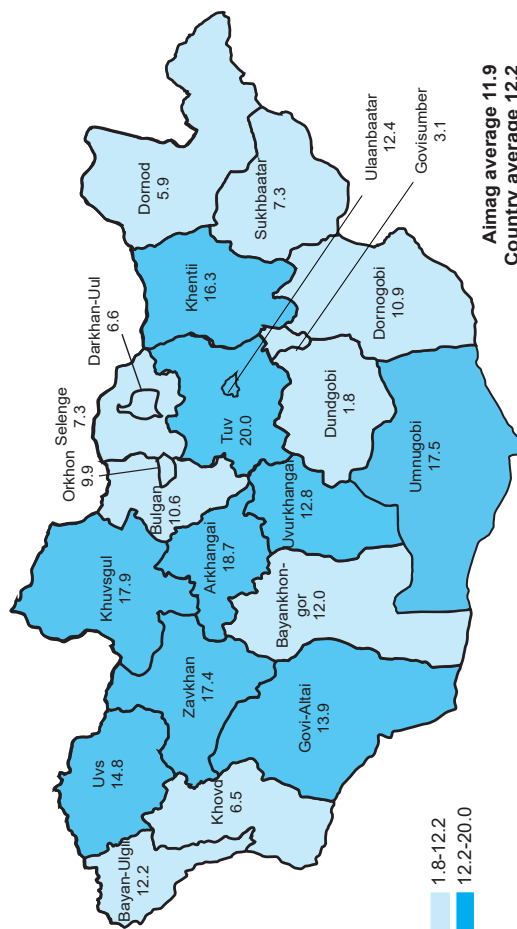 Bayan-Ulgii
12.2
Uvs
14.8
Khovd
6.5
Zavkhan
17.4
Govi-Altai
13.9
Khuvsgul
17.9
Arkhangai
18.7
Bayankhon-
gor
12.0
Orkhon
9.9
Bulgan
10.6
Uvurkhangai
12.8
Selenge
7.3
Darkhan-Uul
6.6
Tuv
20.0
Dundgobi
1.8
Umnugobi
17.5
Khentii
16.3
Dornod
5.9
Sukhbaatar
7.3
Dornogobi
10.9
Ulaanbaatar
12.4
Govisumber
3.1
1.8-12.2
12.2-20.0
Aimag average 11.9
Country average 12.2